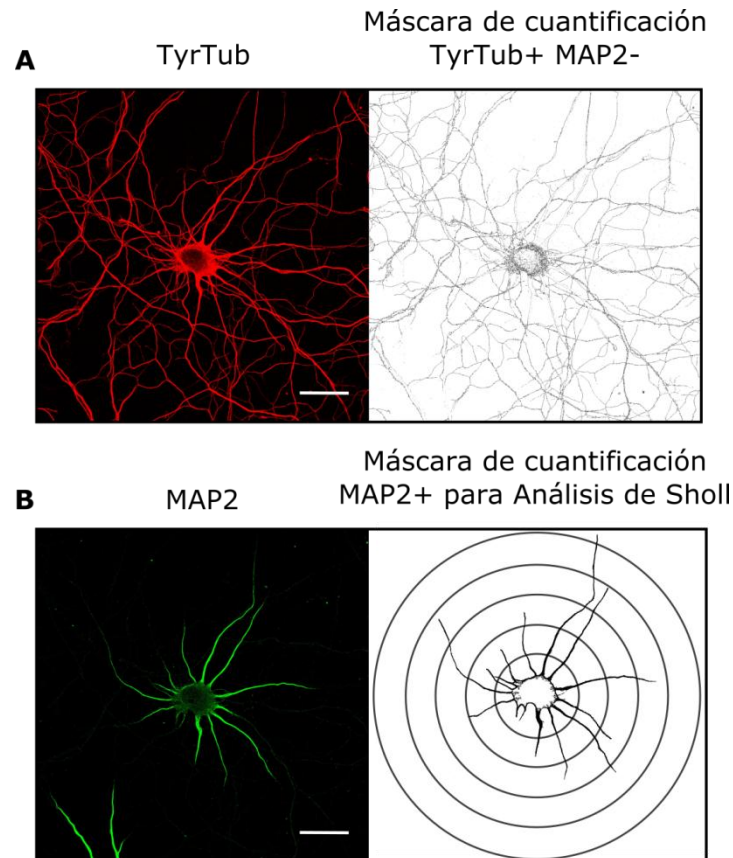 A
TyrTub
Máscara de cuantificación
TyrTub+ MAP2-
B
MAP2
Máscara de cuantificación
MAP2+ para Análisis de Sholl